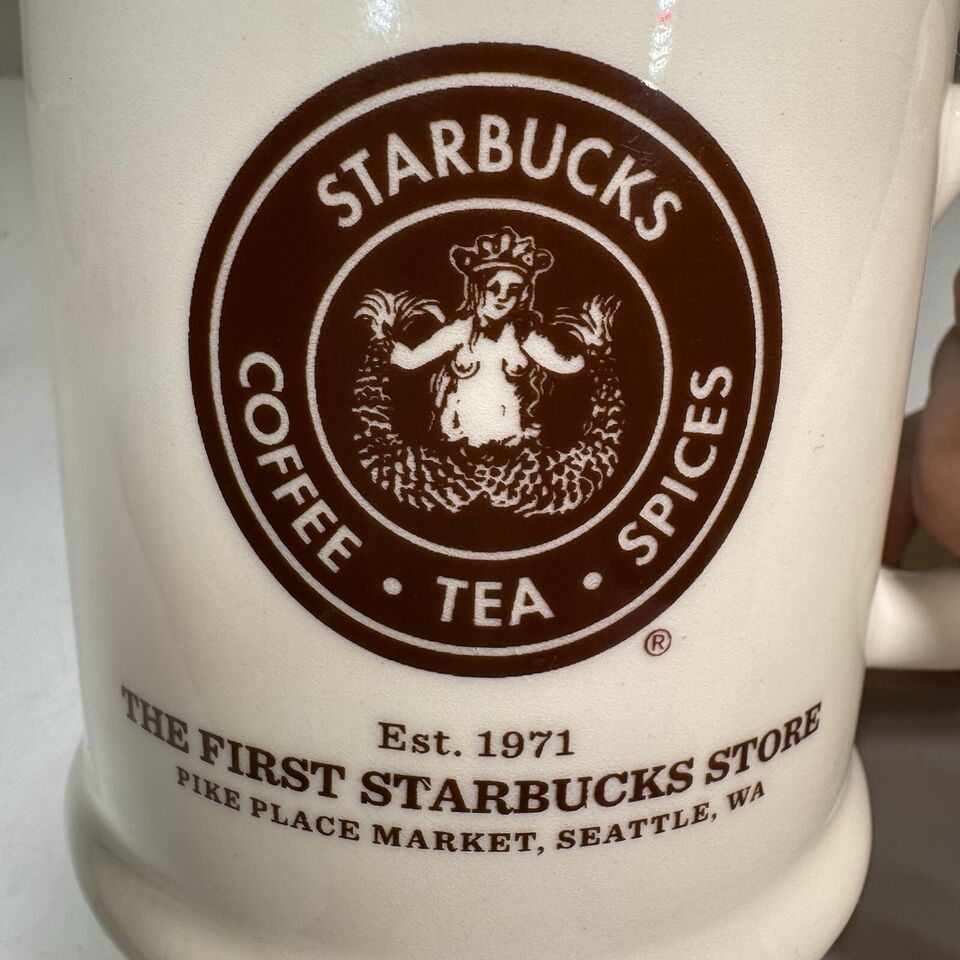 STARBUCKS
COFFEE • TEA • SPICES
®
Est. 1971
THE FIRST STARBUCKS STORE
PIKE PLACE MARKET, SEATTLE, WA